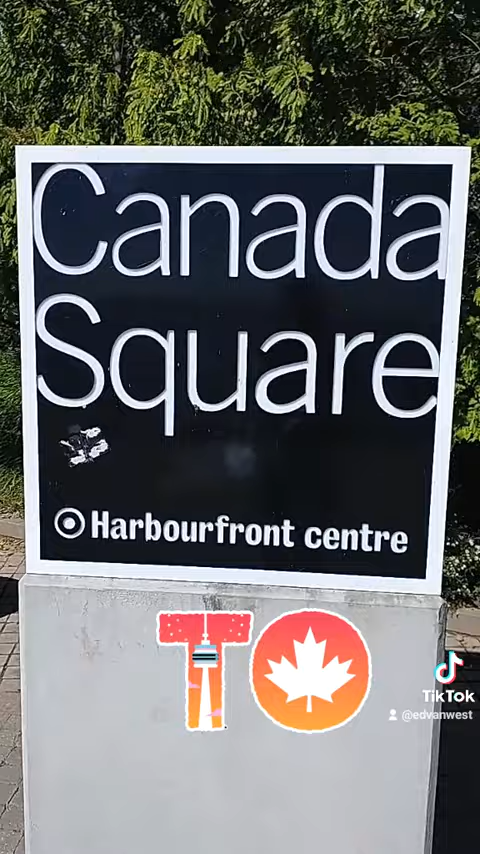 Canada
Square
Harbourfront centre
TO
TikTok
@edvanwest